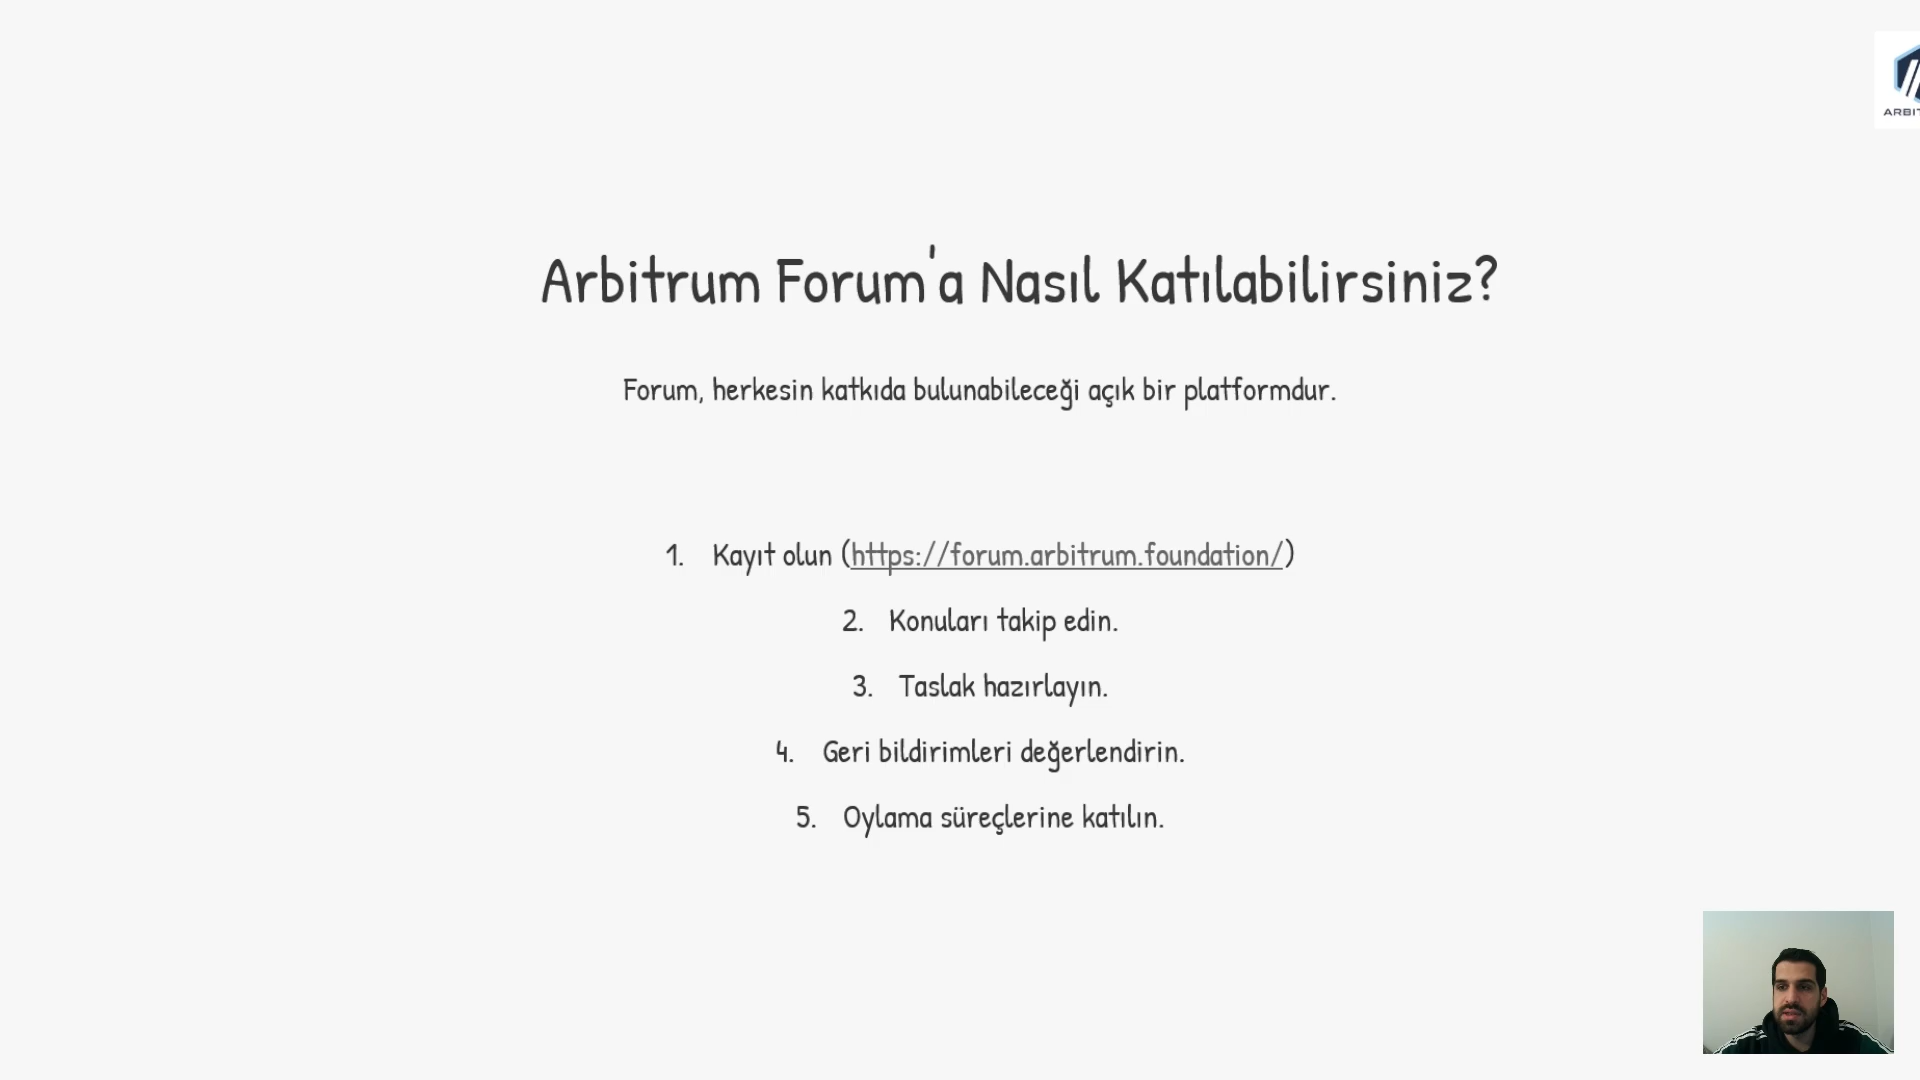 Arbitrum Forum'a Nasıl Katılabilirsiniz?
Forum, herkesin katkıda bulunabileceği açık bir platformdur.
1. Kayıt olun (https://forum.arbitrum.foundation/)
2. Konuları takip edin.
3. Taslak hazırlayın.
4. Geri bildirimleri değerlendirin.
5. Oylama süreçlerine katılın.